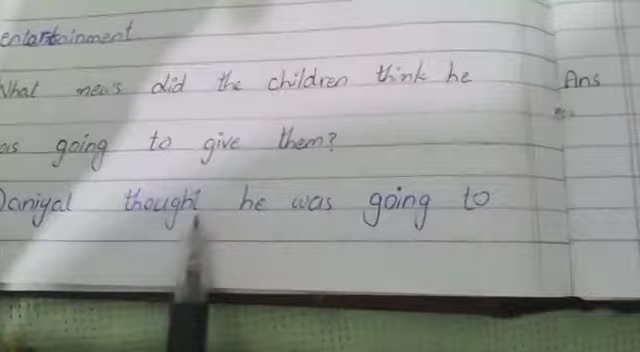 entertainment.
What news did the children think he
Ans
as going to give them?
Daniyal thought he was going to